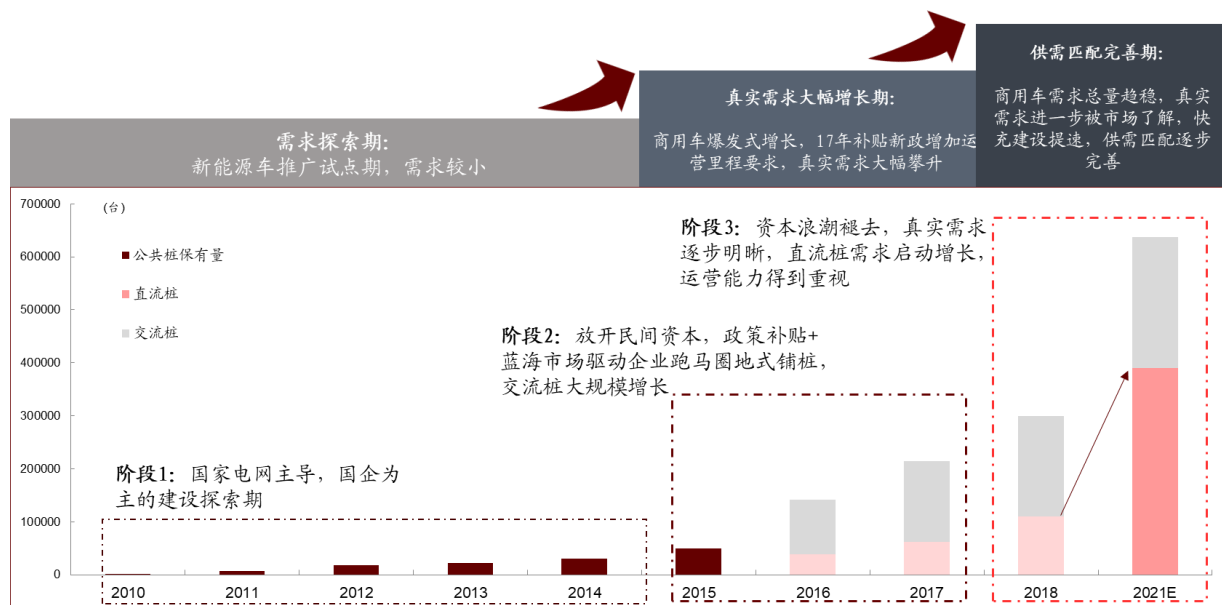 需求探索期：
新能源车推广试点期，需求较小
真实需求大幅增长期：
商用车爆发式增长，17年补贴新政增加运
营里程要求，真实需求大幅攀升
供需匹配完善期：
商用车需求总量趋稳，真实
需求进一步被市场了解，快
充建设提速，供需匹配逐步
完善
700000
600000
500000
400000
300000
200000
100000
0
(台)
公共桩保有量
直流桩
交流桩
阶段1：国家电网主导，国企为
主的建设探索期
阶段2：放开民间资本，政策补贴+
蓝海市场驱动企业跑马圈地式铺桩，
交流桩大规模增长
阶段3：资本浪潮褪去，真实需求
逐步明晰，直流桩需求启动增长，
运营能力得到重视
2010
2011
2012
2013
2014
2015
2016
2017
2018
2021E